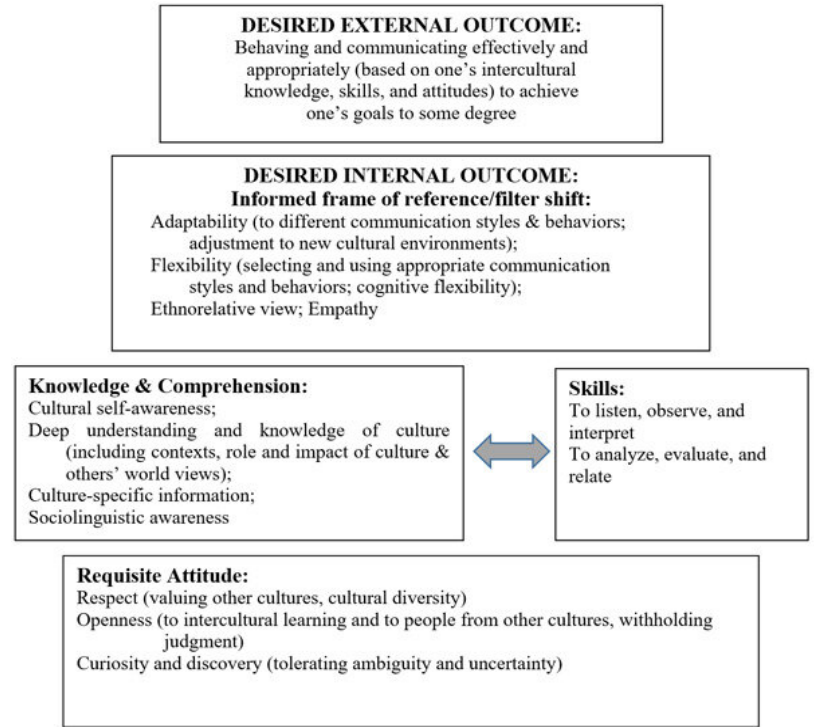 DESIRED EXTERNAL OUTCOME:
Behaving and communicating effectively and
appropriately (based on one’s intercultural
knowledge, skills, and attitudes) to achieve
one’s goals to some degree
DESIRED INTERNAL OUTCOME:
Informed frame of reference/filter shift:
Adaptability (to different communication styles & behaviors;
adjustment to new cultural environments);
Flexibility (selecting and using appropriate communication
styles and behaviors; cognitive flexibility);
Ethnorelative view; Empathy
Knowledge & Comprehension:
Cultural self-awareness;
Deep understanding and knowledge of culture
(including contexts, role and impact of culture &
others’ world views);
Culture-specific information;
Sociolinguistic awareness
Skills:
To listen, observe, and
interpret
To analyze, evaluate, and
relate
Requisite Attitude:
Respect (valuing other cultures, cultural diversity)
Openness (to intercultural learning and to people from other cultures, withholding
judgment)
Curiosity and discovery (tolerating ambiguity and uncertainty)